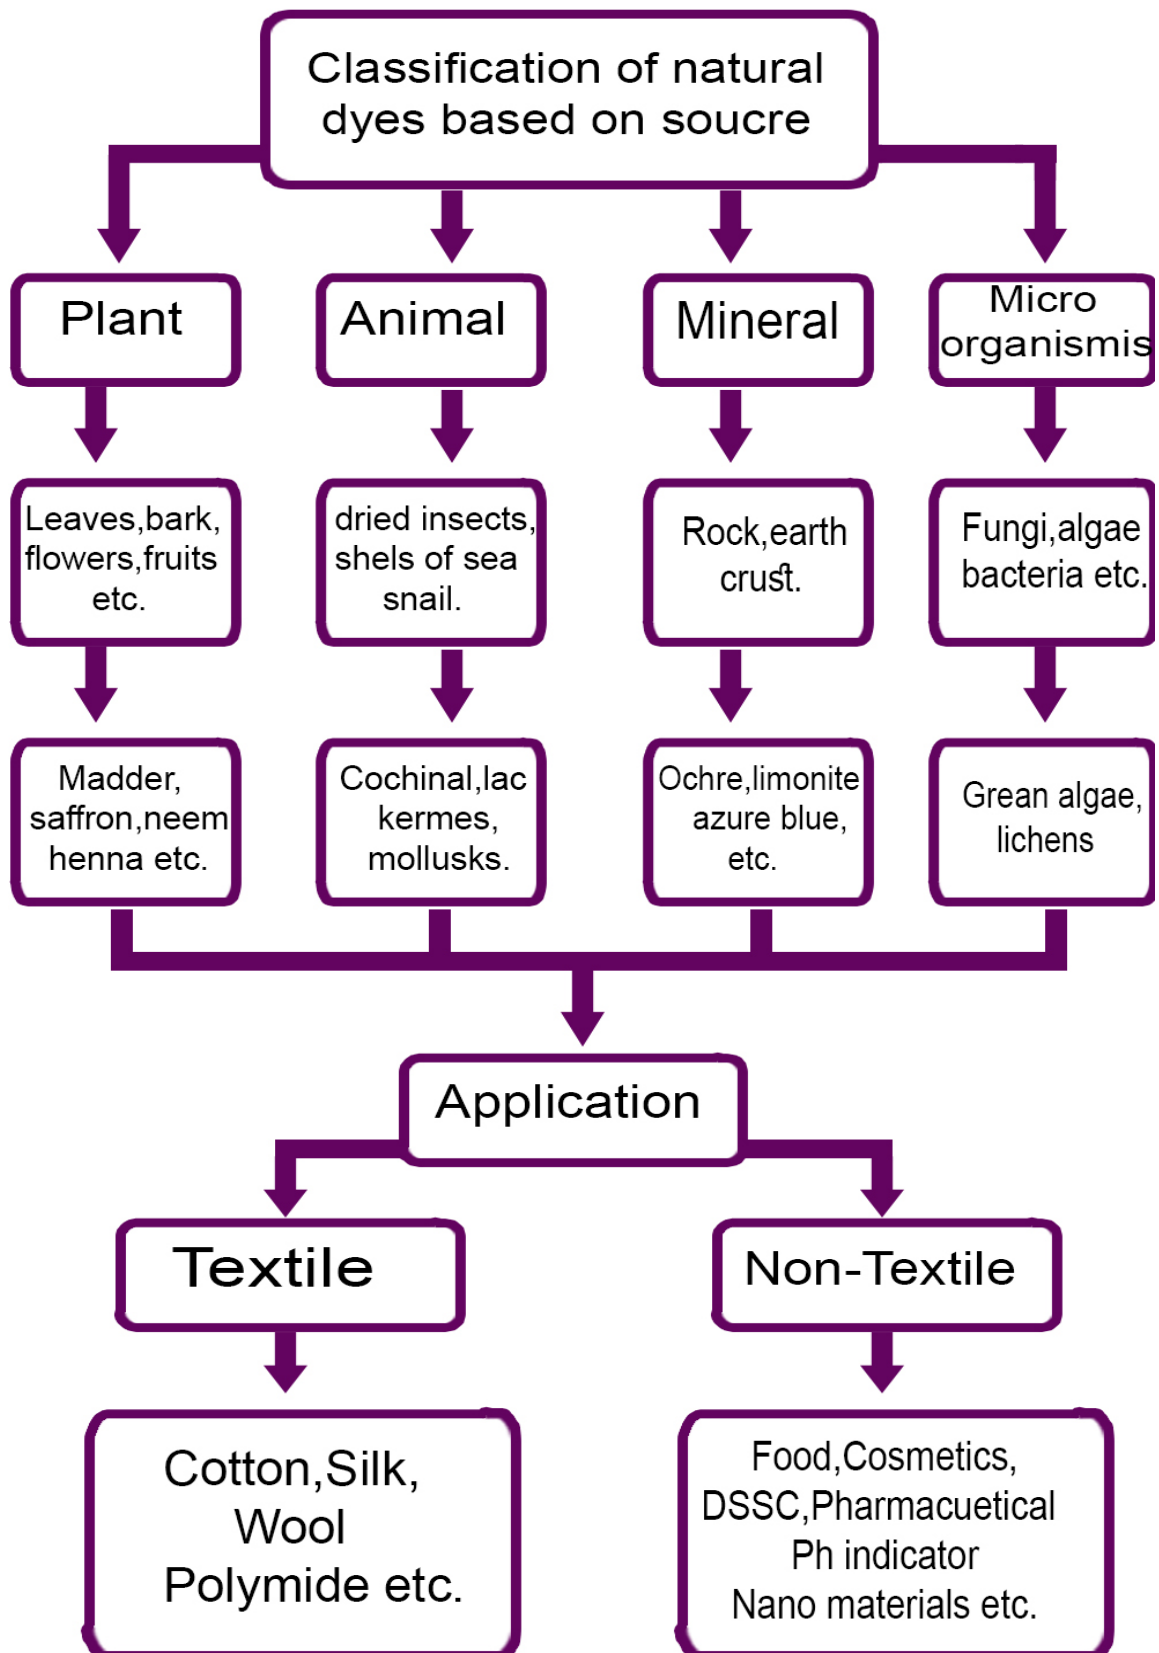 Classification of natural
dyes based on soucre
Plant
Animal
Mineral
Micro
organismis
Leaves,bark,
flowers,fruits
etc.
dried insects,
shels of sea
snail.
Rock,earth
crust.
Fungi,algae
bacteria etc.
Madder,
saffron,neem
henna etc.
Cochinal,lac
kermes,
mollusks.
Ochre,limonite
azure blue,
etc.
Grean algae,
lichens
Application
Textile
Non-Textile
Cotton,Silk,
Wool
Polymide etc.
Food,Cosmetics,
DSSC,Pharmacuetical
Ph indicator
Nano materials etc.